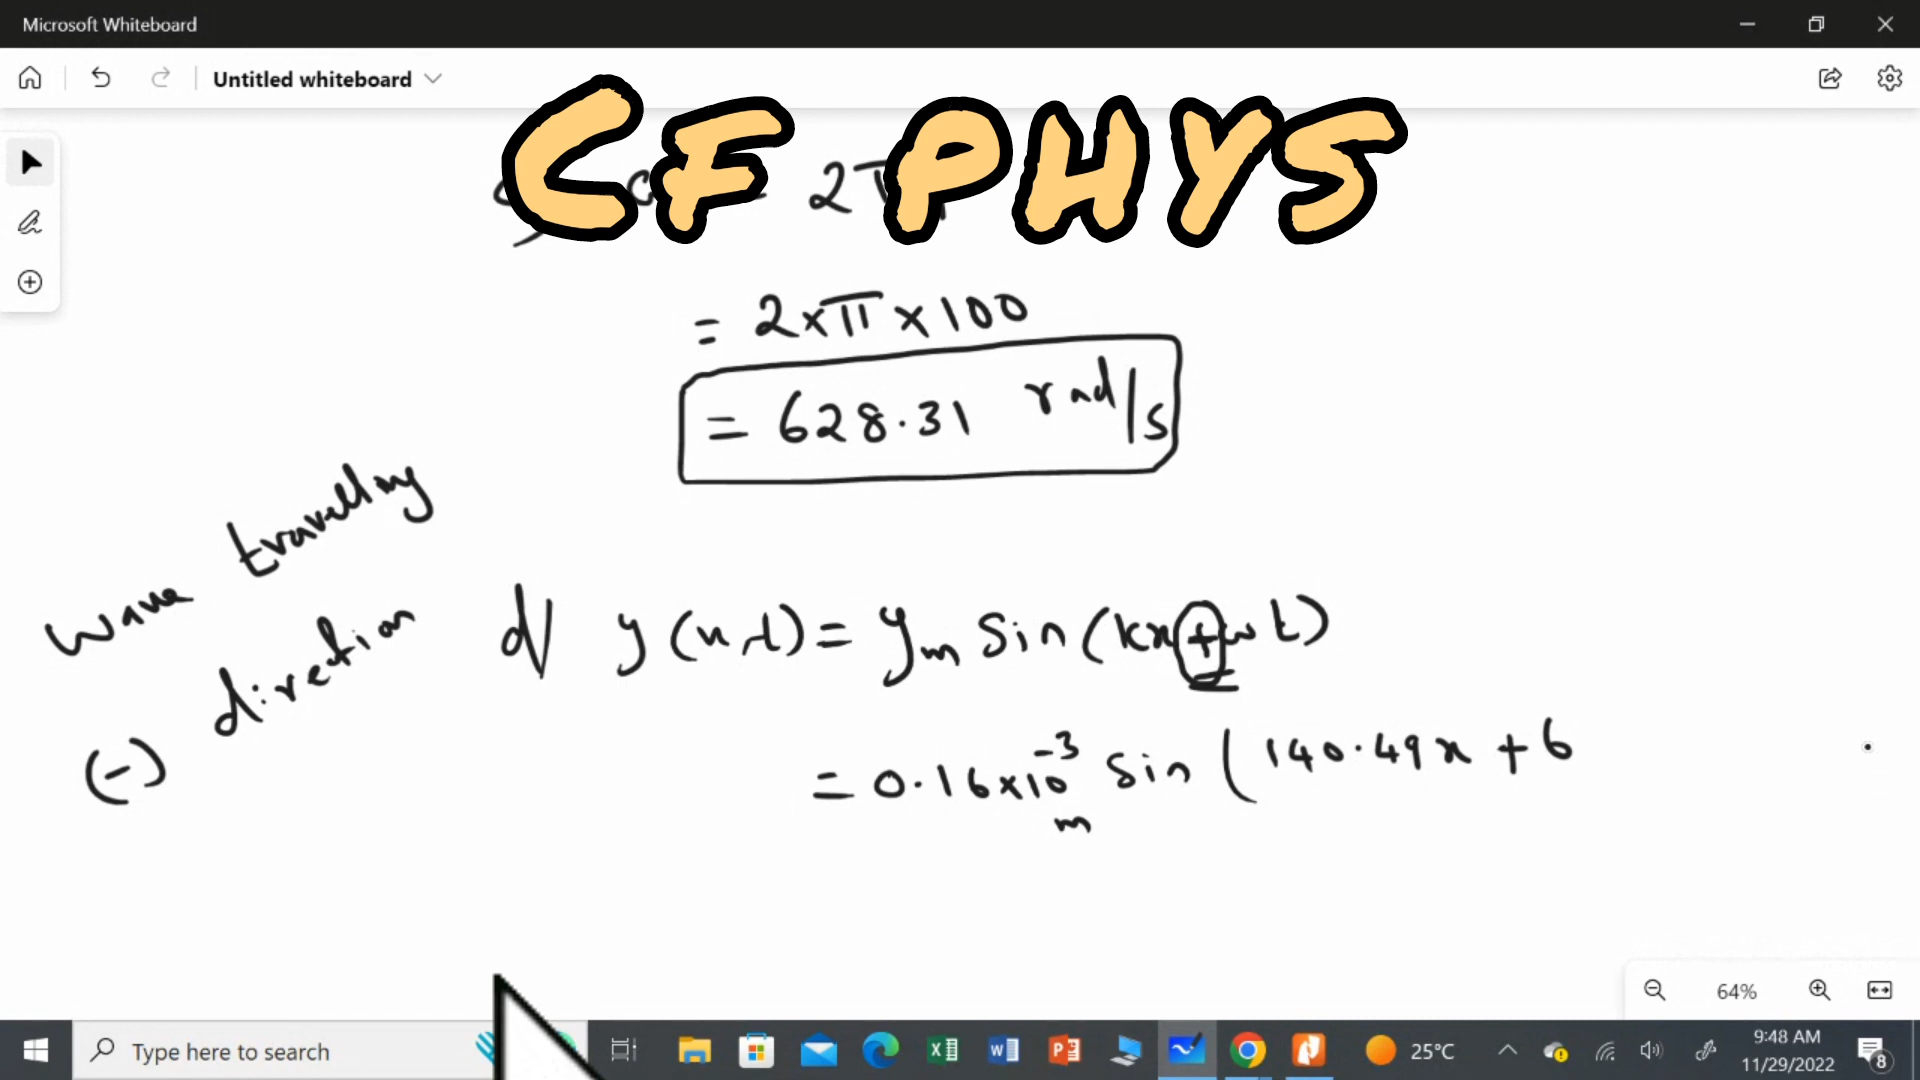 Microsoft Whiteboard
Untitled whiteboard
CF PHYS
= 2π
= 2×π×100
= 628.31 rad/s
wave travelling
(-) direction
d/ y(x,t) = ym sin(kx+ωt)
= 0.16×10⁻³ m sin(140.49x + 6
64%
Type here to search
25°C
9:48 AM
11/29/2022
8